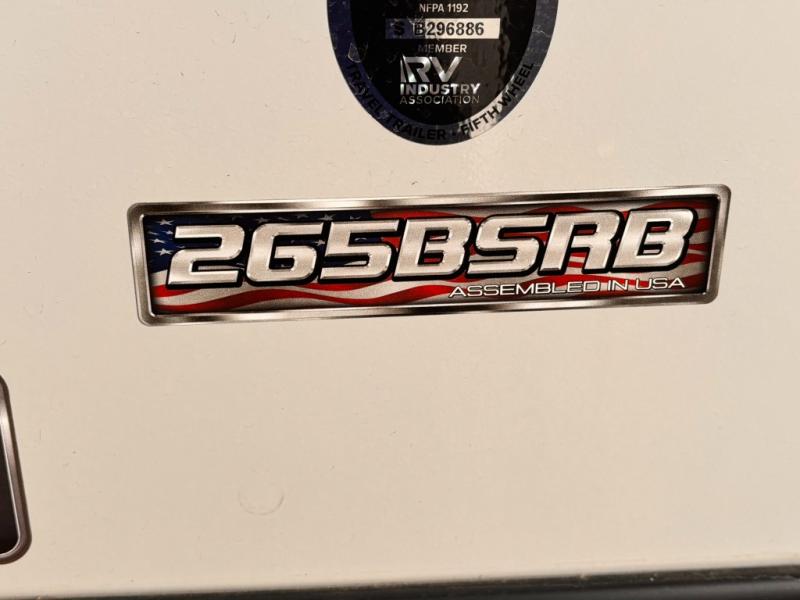 NFPA 1192
S B296886
MEMBER
RV
INDUSTRY
ASSOCIATION
TRAVEL TRAILER • FIFTH WHEEL
265BSRB
ASSEMBLED IN USA